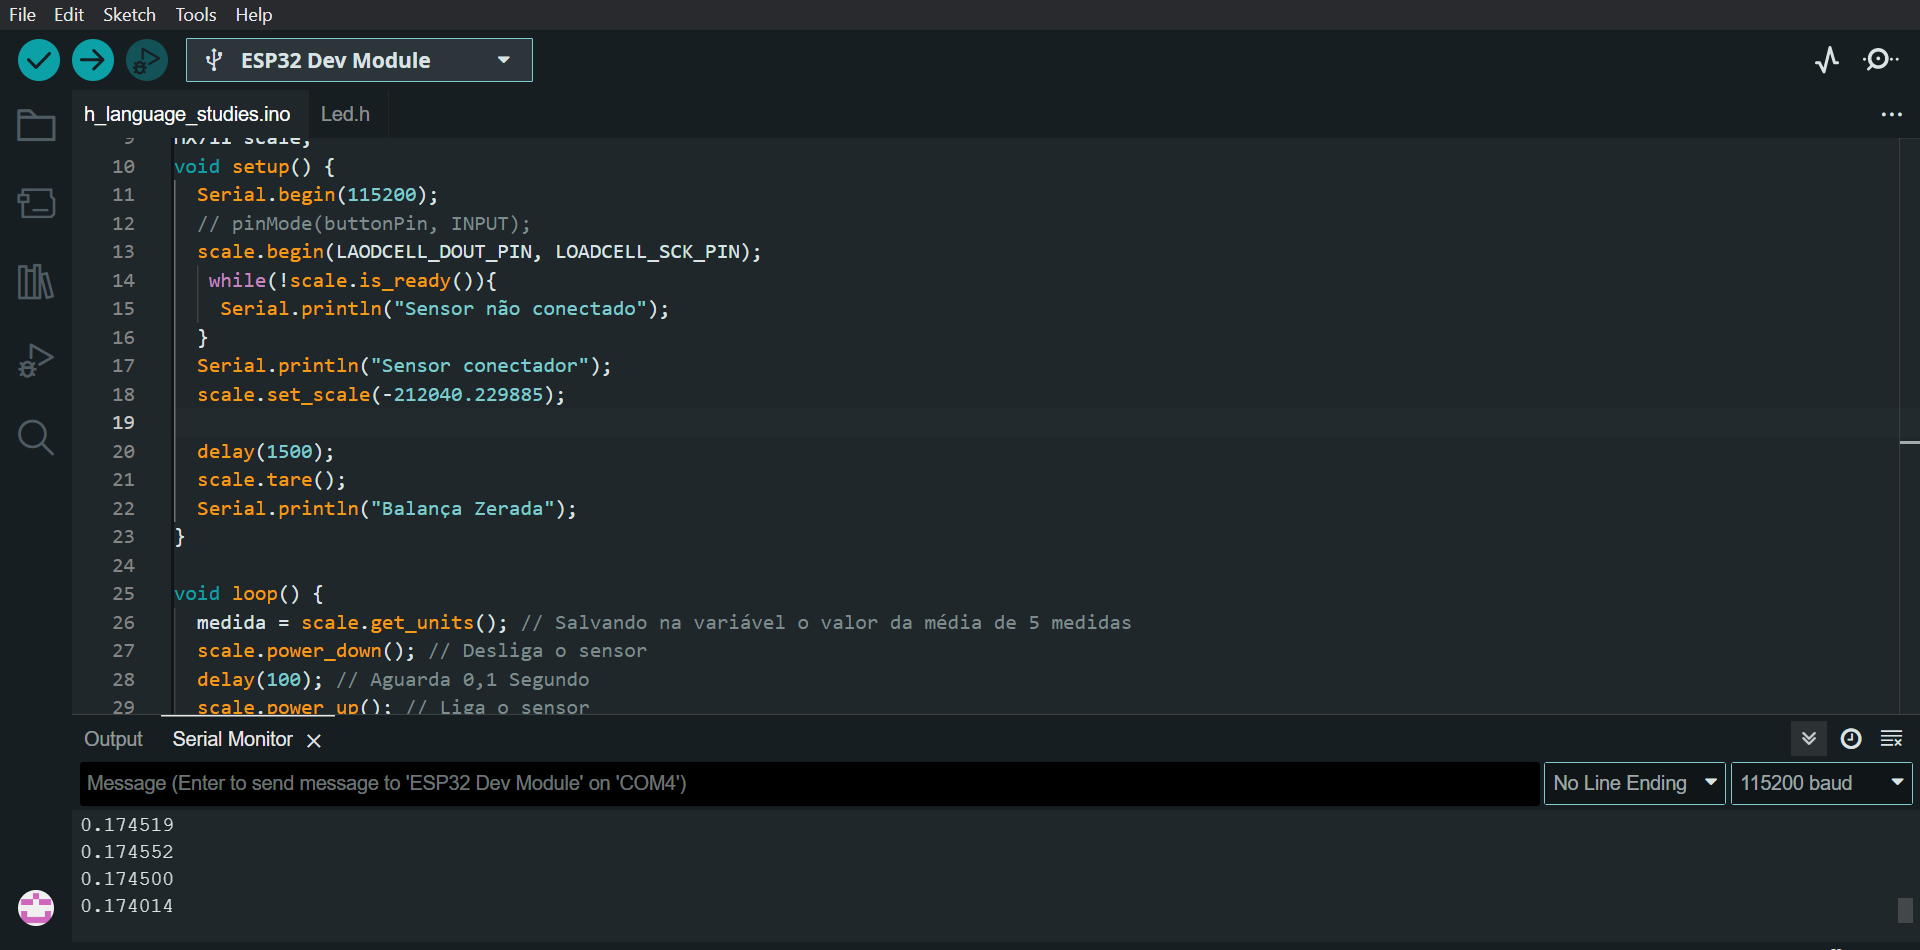 File Edit Sketch Tools Help
ESP32 Dev Module
h_language_studies.ino Led.h
9 scale;
10 void setup() {
11 Serial.begin(115200);
12 // pinMode(buttonPin, INPUT);
13 scale.begin(LAODCELL_DOUT_PIN, LOADCELL_SCK_PIN);
14 while(!scale.is_ready()){
15 Serial.println("Sensor não conectado");
16 }
17 Serial.println("Sensor conectador");
18 scale.set_scale(-212040.229885);
19
20 delay(1500);
21 scale.tare();
22 Serial.println("Balança Zerada");
23 }
24
25 void loop() {
26 medida = scale.get_units(); // Salvando na variável o valor da média de 5 medidas
27 scale.power_down(); // Desliga o sensor
28 delay(100); // Aguarda 0,1 Segundo
29 scale.power_up(); // Liga o sensor
Output Serial Monitor
Message (Enter to send message to 'ESP32 Dev Module' on 'COM4')
No Line Ending 115200 baud
0.174519
0.174552
0.174500
0.174014